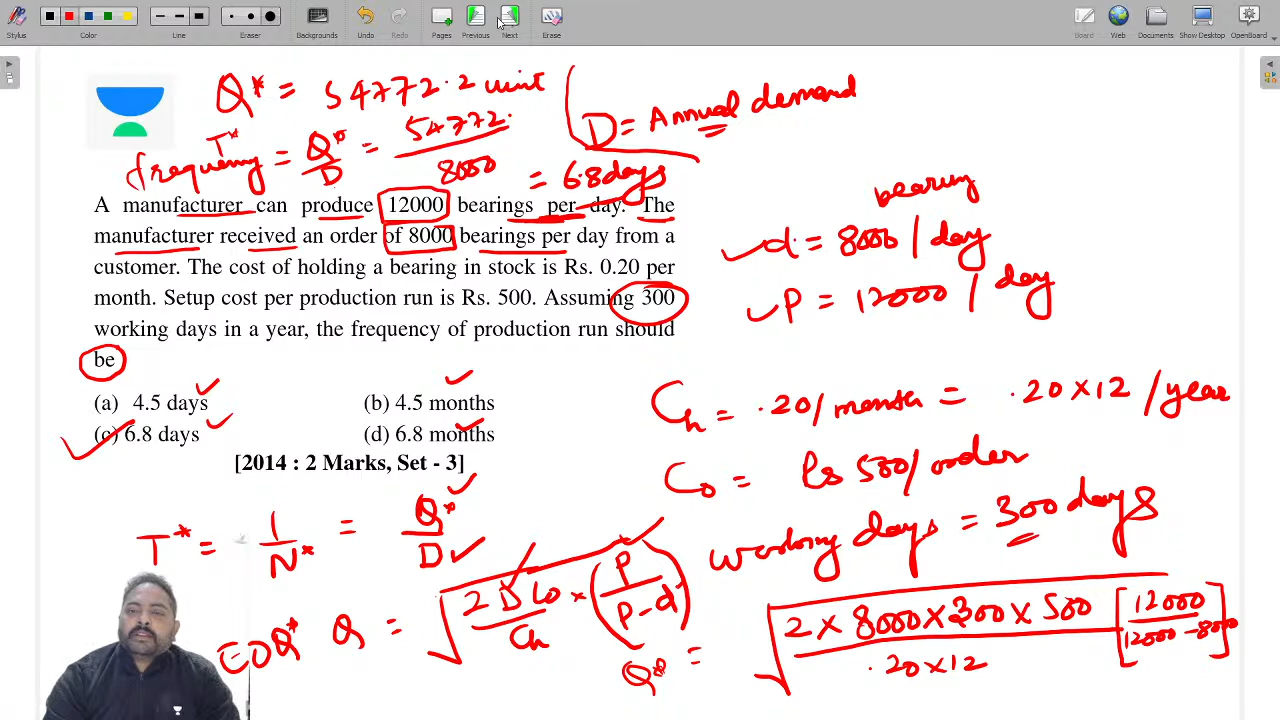 Stylus
Color
Line
Eraser
Backgrounds
Undo
Redo
Pages
Previous
Next
Erase
Board
Web
Documents
Show Desktop
OpenBoard
Q* = 54772.2 unit
D = Annual demand
T*
frequency = Q*/D = 54772./8000 = 6.8 days
A manufacturer can produce 12000 bearings per day. The
manufacturer received an order of 8000 bearings per day from a
customer. The cost of holding a bearing in stock is Rs. 0.20 per
month. Setup cost per production run is Rs. 500. Assuming 300
working days in a year, the frequency of production run should
be
(a) 4.5 days
(b) 4.5 months
(c) 6.8 days
(d) 6.8 months
[2014 : 2 Marks, Set - 3]
bearing
d = 8000 / day
P = 12000 / day
Ch = .20/month = .20×12 /year
Co = Rs 500/order
working days = 300 days
T* = 1/N* = Q*/D
EOQ* Q = √(2 D Co/Ch × (P/P-d))
Q* = √(2 × 8000 × 300 × 500/.20×12 [12000/12000-8000])